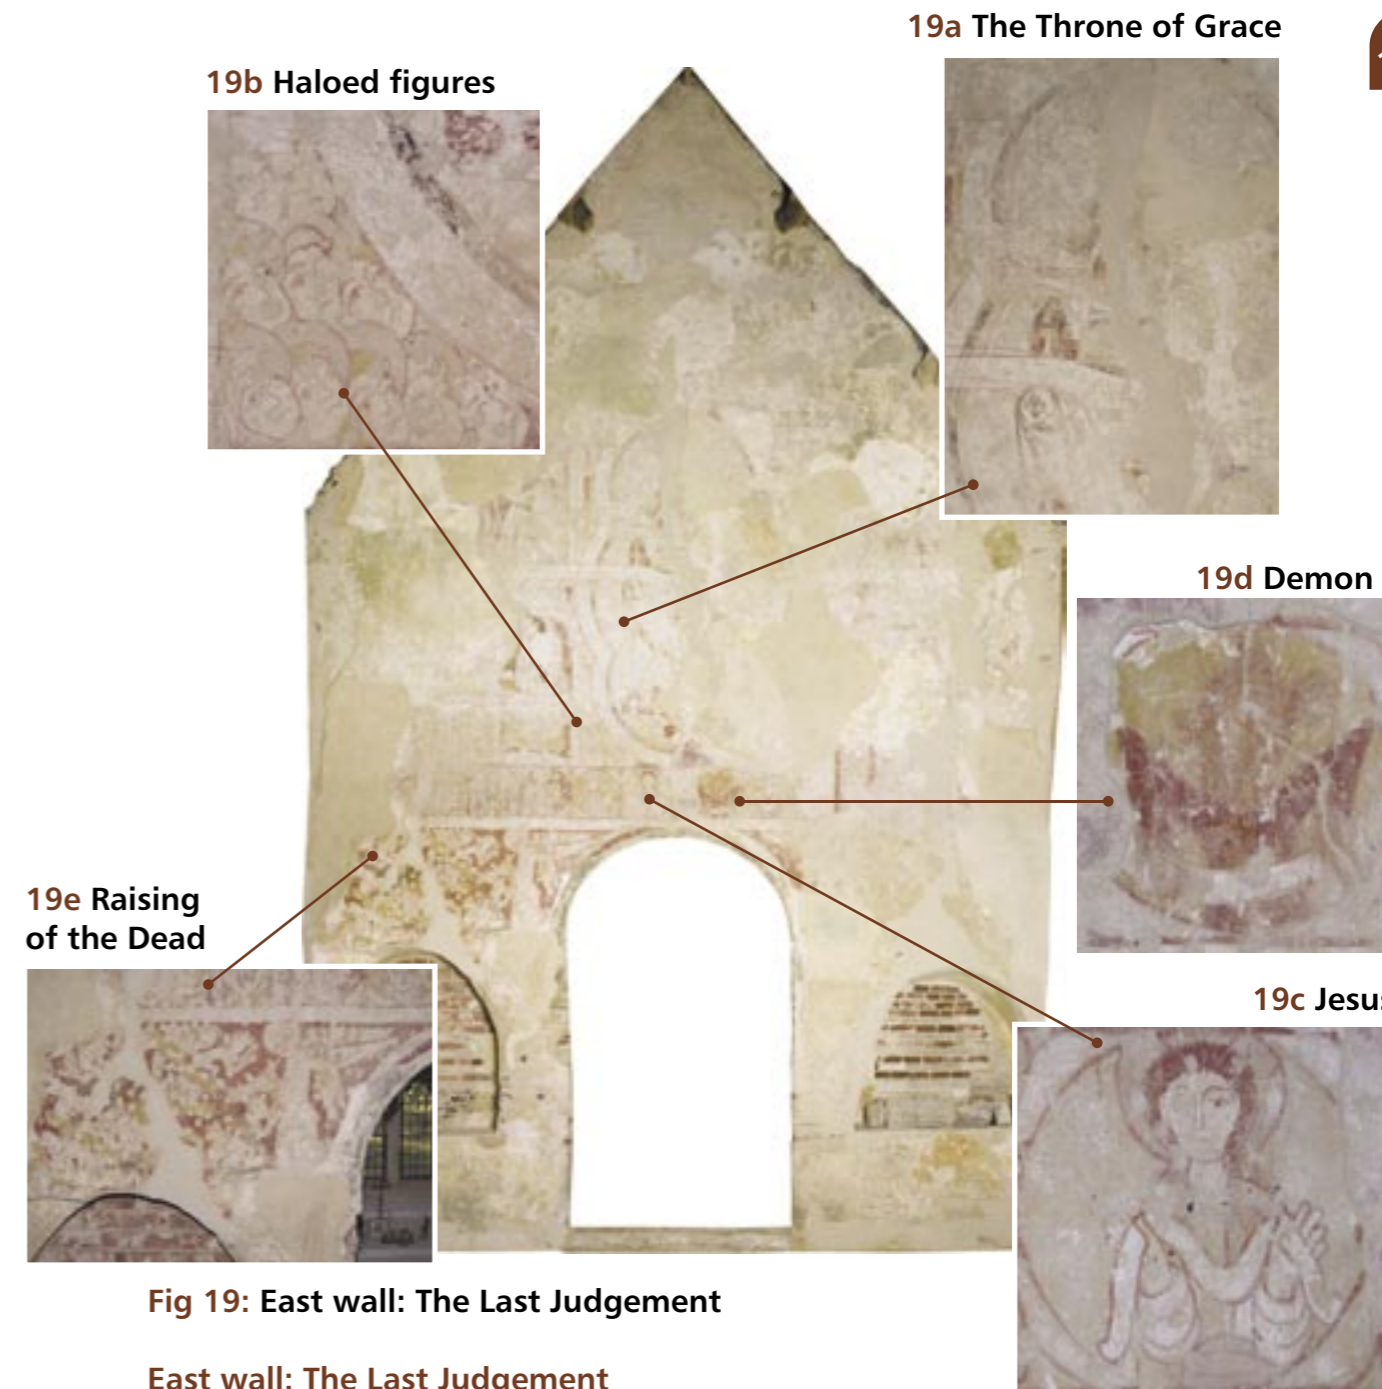 19a The Throne of Grace
19b Haloed figures
19d Demon
19e Raising
of the Dead
19c
Fig 19: East wall: The Last Judgement
East wall: The Last Judgement